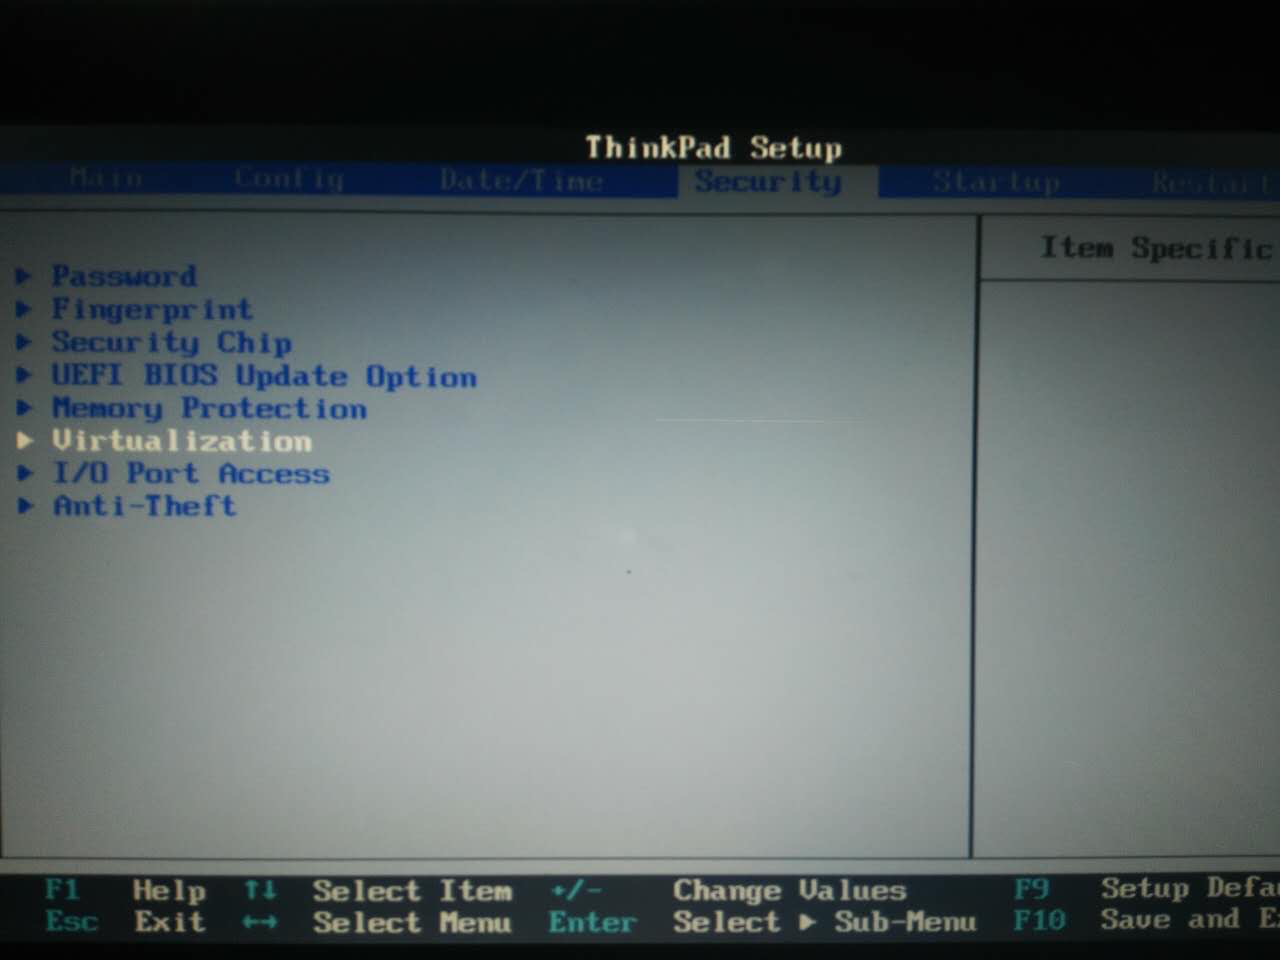 ThinkPad Setup
Main Config Date/Time Security Startup Restart
Item Specific
Password
Fingerprint
Security Chip
UEFI BIOS Update Option
Memory Protection
Virtualization
I/O Port Access
Anti-Theft
F1 Help ↑↓ Select Item +/- Change Values F9 Setup Defa
Esc Exit ←→ Select Menu Enter Select ▶ Sub-Menu F10 Save and E